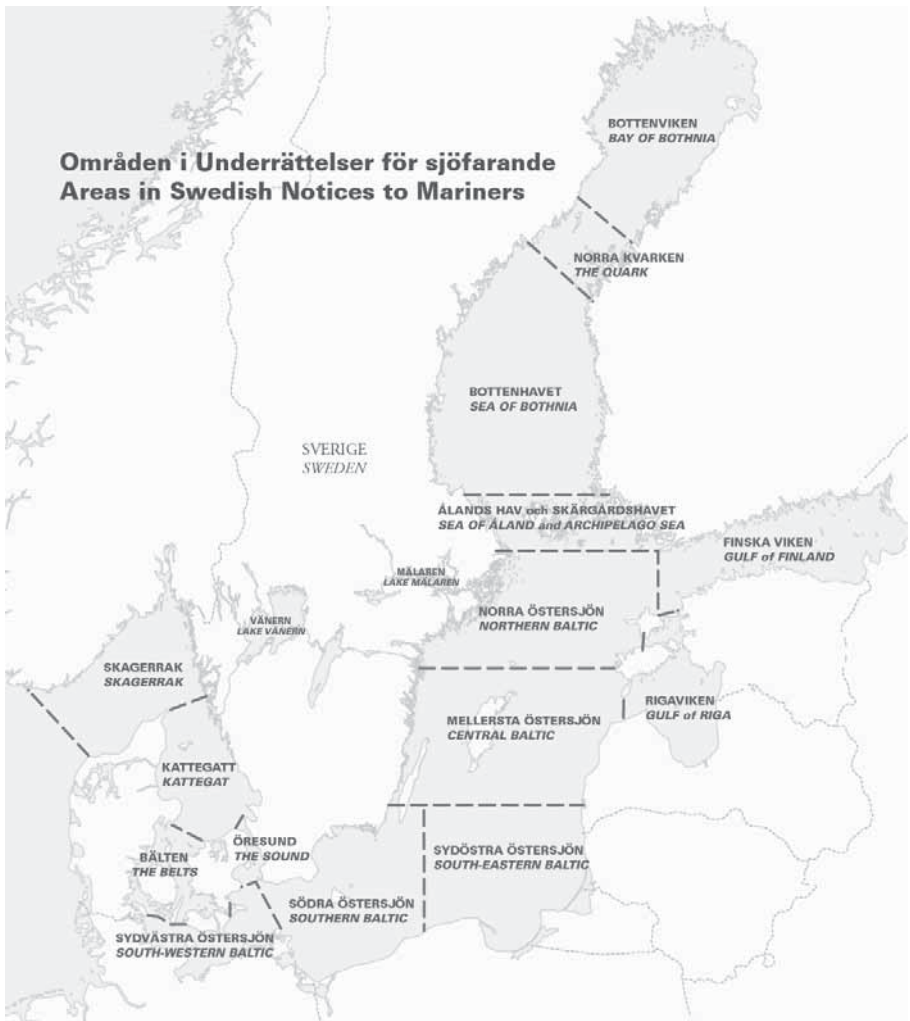 Områden i Underrättelser för sjöfarande
Areas in Swedish Notices to Mariners
BOTTENVIKEN
BAY OF BOTHNIA
NORRA KVARKEN
THE QUARK
BOTTENHAVET
SEA OF BOTHNIA
SVERIGE
SWEDEN
ÅLANDS HAV och SKÄRGÅRDSHAVET
SEA OF ÅLAND and ARCHIPELAGO SEA
FINSKA VIKEN
GULF of FINLAND
MÄLAREN
LAKE MÄLAREN
VÄNERN
LAKE VÄNERN
NORRA ÖSTERSJÖN
NORTHERN BALTIC
SKAGERRAK
SKAGERRAK
RIGAVIKEN
GULF of RIGA
MELLERSTA ÖSTERSJÖN
CENTRAL BALTIC
KATTEGATT
KATTEGAT
ÖRESUND
THE SOUND
BÄLTEN
THE BELTS
SYDÖSTRA ÖSTERSJÖN
SOUTH-EASTERN BALTIC
SÖDRA ÖSTERSJÖN
SOUTHERN BALTIC
SYDVÄSTRA ÖSTERSJÖN
SOUTH-WESTERN BALTIC